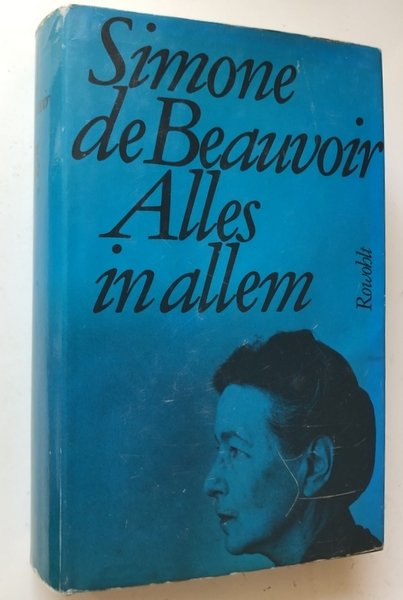 Simone
de Beauvoir
Alles
in allem
Rowohlt